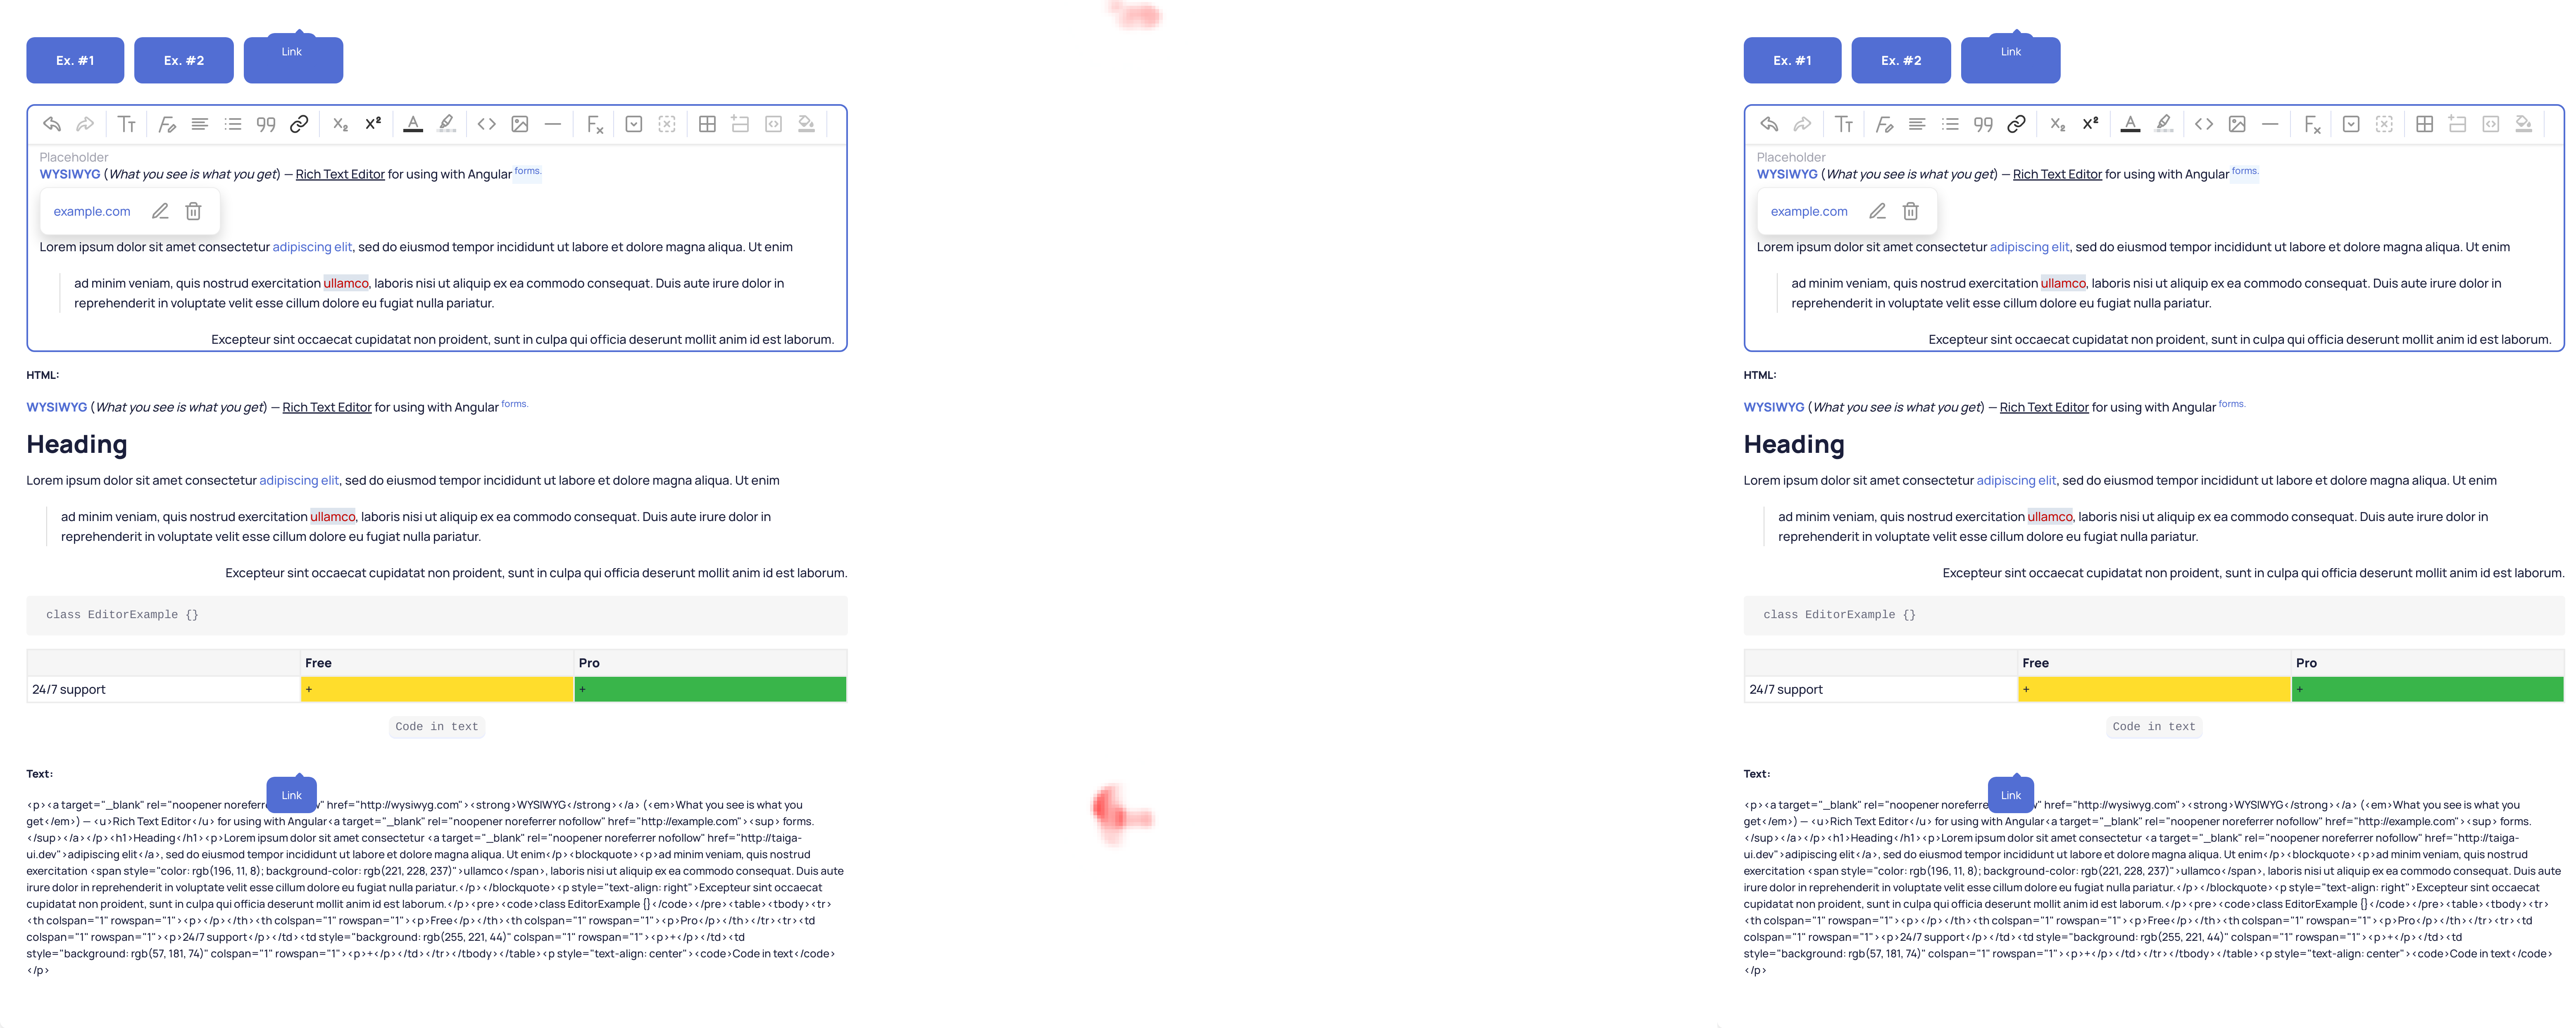 Ex. #1 Ex. #2 Link
Placeholder
WYSIWYG (What you see is what you get) — Rich Text Editor for using with Angular forms.
example.com
Lorem ipsum dolor sit amet consectetur adipiscing elit, sed do eiusmod tempor incididunt ut labore et dolore magna aliqua. Ut enim
ad minim veniam, quis nostrud exercitation ullamco, laboris nisi ut aliquip ex ea commodo consequat. Duis aute irure dolor in
reprehenderit in voluptate velit esse cillum dolore eu fugiat nulla pariatur.
Excepteur sint occaecat cupidatat non proident, sunt in culpa qui officia deserunt mollit anim id est laborum.
HTML:
WYSIWYG (What you see is what you get) — Rich Text Editor for using with Angular forms.
Heading
Lorem ipsum dolor sit amet consectetur adipiscing elit, sed do eiusmod tempor incididunt ut labore et dolore magna aliqua. Ut enim
ad minim veniam, quis nostrud exercitation ullamco, laboris nisi ut aliquip ex ea commodo consequat. Duis aute irure dolor in
reprehenderit in voluptate velit esse cillum dolore eu fugiat nulla pariatur.
Excepteur sint occaecat cupidatat non proident, sunt in culpa qui officia deserunt mollit anim id est laborum.
class EditorExample {}
Free Pro
24/7 support + +
Code in text
Text:
Link
<p><a target="_blank" rel="noopener noreferre w" href="http://wysiwyg.com"><strong>WYSIWYG</strong></a> (<em>What you see is what you
get</em>) — <u>Rich Text Editor</u> for using with Angular<a target="_blank" rel="noopener noreferrer nofollow" href="http://example.com"><sup> forms.
</sup></a></p><h1>Heading</h1><p>Lorem ipsum dolor sit amet consectetur <a target="_blank" rel="noopener noreferrer nofollow" href="http://taiga-
ui.dev">adipiscing elit</a>, sed do eiusmod tempor incididunt ut labore et dolore magna aliqua. Ut enim</p><blockquote><p>ad minim veniam, quis nostrud
exercitation <span style="color: rgb(196, 11, 8); background-color: rgb(221, 228, 237)">ullamco</span>, laboris nisi ut aliquip ex ea commodo consequat. Duis aute
irure dolor in reprehenderit in voluptate velit esse cillum dolore eu fugiat nulla pariatur.</p></blockquote><p style="text-align: right">Excepteur sint occaecat
cupidatat non proident, sunt in culpa qui officia deserunt mollit anim id est laborum.</p><pre><code>class EditorExample {}</code></pre><table><tbody><tr>
<th colspan="1" rowspan="1"><p></p></th><th colspan="1" rowspan="1"><p>Free</p></th><th colspan="1" rowspan="1"><p>Pro</p></th></tr><tr><td
colspan="1" rowspan="1"><p>24/7 support</p></td><td style="background: rgb(255, 221, 44)" colspan="1" rowspan="1"><p>+</p></td><td
style="background: rgb(57, 181, 74)" colspan="1" rowspan="1"><p>+</p></td></tr></tbody></table><p style="text-align: center"><code>Code in text</code>
</p>
Ex. #1 Ex. #2 Link
Placeholder
WYSIWYG (What you see is what you get) — Rich Text Editor for using with Angular forms.
example.com
Lorem ipsum dolor sit amet consectetur adipiscing elit, sed do eiusmod tempor incididunt ut labore et dolore magna aliqua. Ut enim
ad minim veniam, quis nostrud exercitation ullamco, laboris nisi ut aliquip ex ea commodo consequat. Duis aute irure dolor in
reprehenderit in voluptate velit esse cillum dolore eu fugiat nulla pariatur.
Excepteur sint occaecat cupidatat non proident, sunt in culpa qui officia deserunt mollit anim id est laborum.
HTML:
WYSIWYG (What you see is what you get) — Rich Text Editor for using with Angular forms.
Heading
Lorem ipsum dolor sit amet consectetur adipiscing elit, sed do eiusmod tempor incididunt ut labore et dolore magna aliqua. Ut enim
ad minim veniam, quis nostrud exercitation ullamco, laboris nisi ut aliquip ex ea commodo consequat. Duis aute irure dolor in
reprehenderit in voluptate velit esse cillum dolore eu fugiat nulla pariatur.
Excepteur sint occaecat cupidatat non proident, sunt in culpa qui officia deserunt mollit anim id est laborum.
class EditorExample {}
Free Pro
24/7 support + +
Code in text
Text:
Link
<p><a target="_blank" rel="noopener noreferre w" href="http://wysiwyg.com"><strong>WYSIWYG</strong></a> (<em>What you see is what you
get</em>) — <u>Rich Text Editor</u> for using with Angular<a target="_blank" rel="noopener noreferrer nofollow" href="http://example.com"><sup> forms.
</sup></a></p><h1>Heading</h1><p>Lorem ipsum dolor sit amet consectetur <a target="_blank" rel="noopener noreferrer nofollow" href="http://taiga-
ui.dev">adipiscing elit</a>, sed do eiusmod tempor incididunt ut labore et dolore magna aliqua. Ut enim</p><blockquote><p>ad minim veniam, quis nostrud
exercitation <span style="color: rgb(196, 11, 8); background-color: rgb(221, 228, 237)">ullamco</span>, laboris nisi ut aliquip ex ea commodo consequat. Duis aute
irure dolor in reprehenderit in voluptate velit esse cillum dolore eu fugiat nulla pariatur.</p></blockquote><p style="text-align: right">Excepteur sint occaecat
cupidatat non proident, sunt in culpa qui officia deserunt mollit anim id est laborum.</p><pre><code>class EditorExample {}</code></pre><table><tbody><tr>
<th colspan="1" rowspan="1"><p></p></th><th colspan="1" rowspan="1"><p>Free</p></th><th colspan="1" rowspan="1"><p>Pro</p></th></tr><tr><td
colspan="1" rowspan="1"><p>24/7 support</p></td><td style="background: rgb(255, 221, 44)" colspan="1" rowspan="1"><p>+</p></td><td
style="background: rgb(57, 181, 74)" colspan="1" rowspan="1"><p>+</p></td></tr></tbody></table><p style="text-align: center"><code>Code in text</code>
</p>